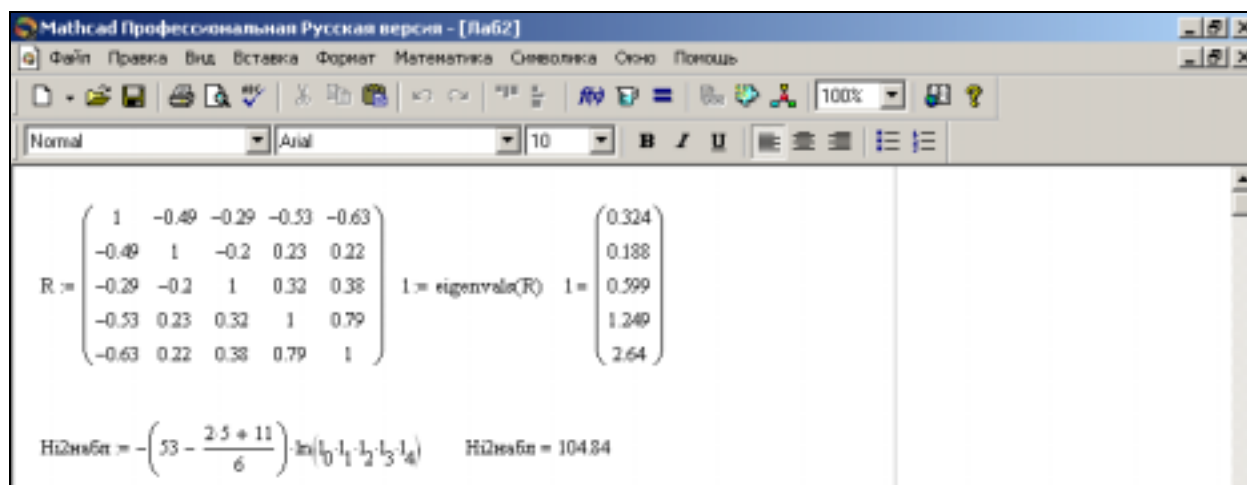 Mathcad Профессиональная Русская версия - [Лаб2]
Файл Правка Вид Вставка Формат Математика Символика Окно Помощь
100%
Normal Arial 10 B I U
1 -0.49 -0.29 -0.53 -0.63
-0.49 1 -0.2 0.23 0.22
R := -0.29 -0.2 1 0.32 0.38
-0.53 0.23 0.32 1 0.79
-0.63 0.22 0.38 0.79 1
l := eigenvals(R)
l =
0.324
0.188
0.599
1.249
2.64
Hi2набл := -(53 - (2·5 + 11)/6)·ln(l0·l1·l2·l3·l4) Hi2набл = 104.84